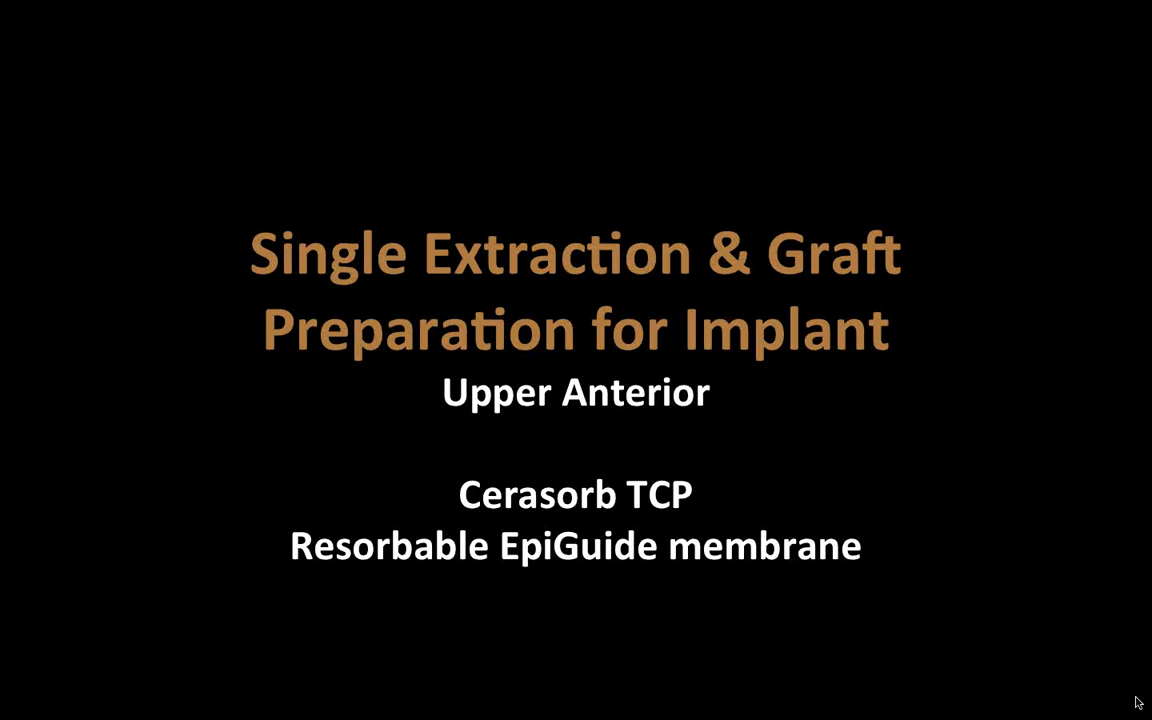 Single Extraction & Graft
Preparation for Implant
Upper Anterior
Cerasorb TCP
Resorbable EpiGuide membrane